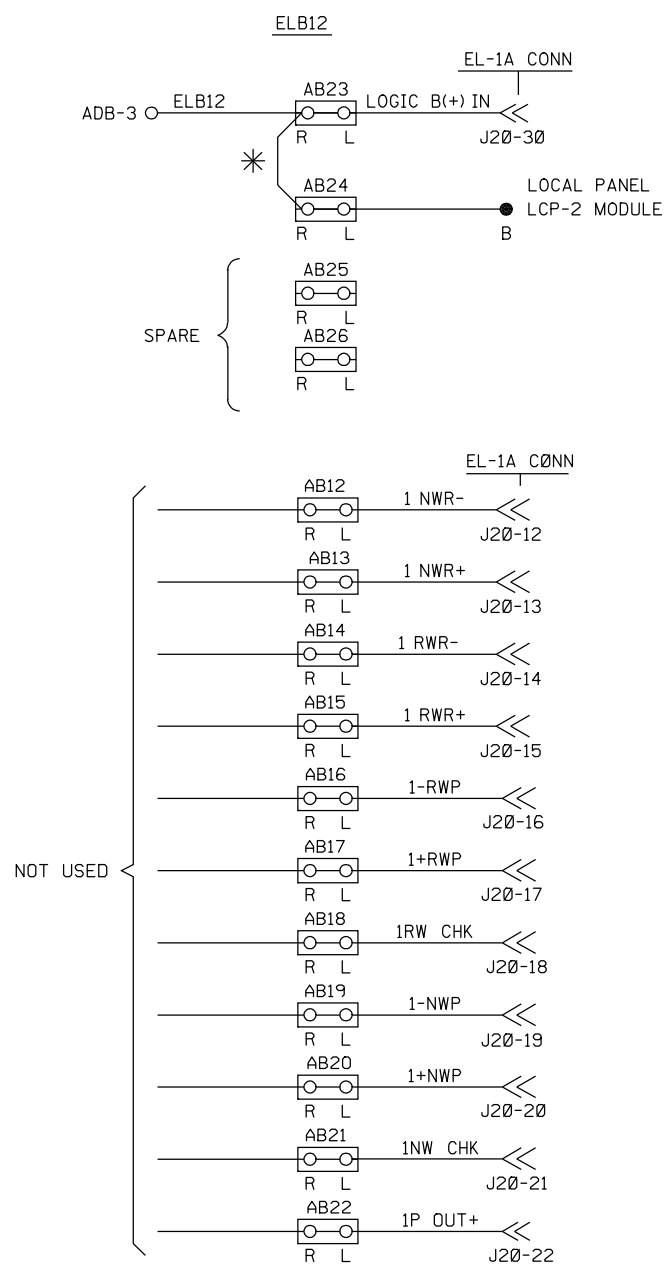 ELB12
EL-1A CONN
AB23
ADB-3 ELB12 LOGIC B(+) IN
R L J20-30
AB24 LOCAL PANEL
LCP-2 MODULE
R L B
AB25
R L
SPARE AB26
R L
EL-1A CØNN
AB12
1 NWR-
R L J2Ø-12
AB13
1 NWR+
R L J2Ø-13
AB14
1 RWR-
R L J2Ø-14
AB15
1 RWR+
R L J2Ø-15
AB16
1-RWP
R L J2Ø-16
AB17
1+RWP
NOT USED
R L J2Ø-17
AB18
1RW CHK
R L J2Ø-18
AB19
1-NWP
R L J2Ø-19
AB20
1+NWP
R L J2Ø-2Ø
AB21
1NW CHK
R L J2Ø-21
AB22
1P OUT+
R L J2Ø-22